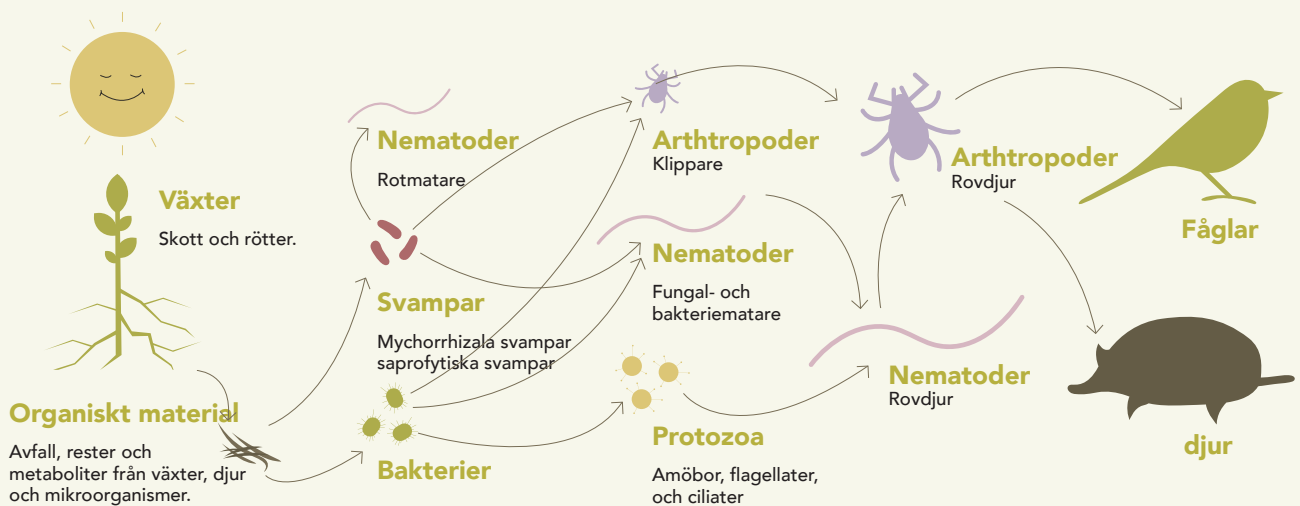 Växter
Skott och rötter.
Organiskt material
Avfall, rester och
metaboliter från växter, djur
och mikroorganismer.
Nematoder
Rotmatare
Svampar
Mychorrhizala svampar
saprofytiska svampar
Bakterier
Arthtropoder
Klippare
Nematoder
Fungal- och
bakteriematare
Protozoa
Amöbor, flagellater,
och ciliater
Arthtropoder
Rovdjur
Nematoder
Rovdjur
Fåglar
djur